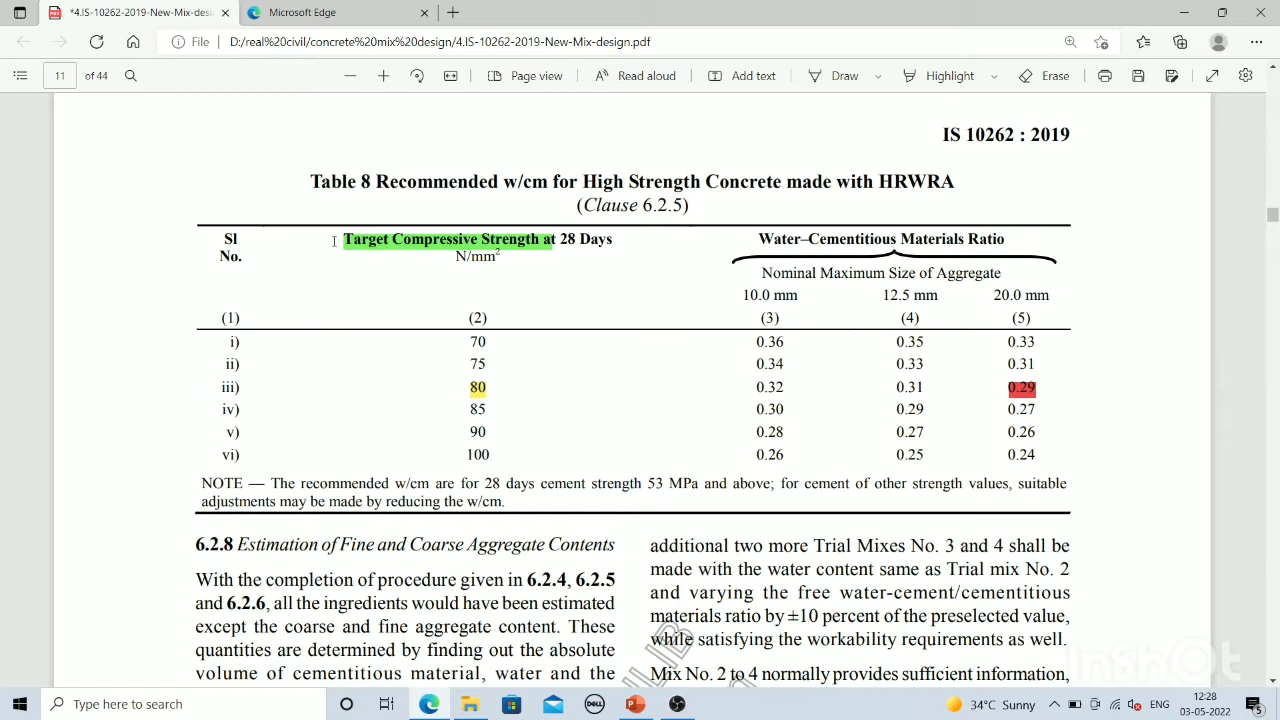 *4.IS-10262-2019-New-Mix-des
Microsoft Edge
File
D:/real%20civil/concrete%20mix%20design/4.IS-10262-2019-New-Mix-design.pdf
11 of 44
Page view
Read aloud
Add text
Draw
Highlight
Erase
IS 10262 : 2019
Table 8 Recommended w/cm for High Strength Concrete made with HRWRA
(Clause 6.2.5)
Sl No. Target Compressive Strength at 28 Days Water–Cementitious Materials Ratio
N/mm2
Nominal Maximum Size of Aggregate
10.0 mm 12.5 mm 20.0 mm
(1) (2) (3) (4) (5)
i) 70 0.36 0.35 0.33
ii) 75 0.34 0.33 0.31
iii) 80 0.32 0.31 0.29
iv) 85 0.30 0.29 0.27
v) 90 0.28 0.27 0.26
vi) 100 0.26 0.25 0.24
NOTE — The recommended w/cm are for 28 days cement strength 53 MPa and above; for cement of other strength values, suitable
adjustments may be made by reducing the w/cm.
6.2.8 Estimation of Fine and Coarse Aggregate Contents
With the completion of procedure given in 6.2.4, 6.2.5
and 6.2.6, all the ingredients would have been estimated
except the coarse and fine aggregate content. These
quantities are determined by finding out the absolute
volume of cementitious material, water and the
additional two more Trial Mixes No. 3 and 4 shall be
made with the water content same as Trial mix No. 2
and varying the free water-cement/cementitious
materials ratio by ±10 percent of the preselected value,
while satisfying the workability requirements as well.
Mix No. 2 to 4 normally provides sufficient information,
InShOt
Type here to search
DELL
34°C Sunny
ENG
12:28
03-05-2022
5